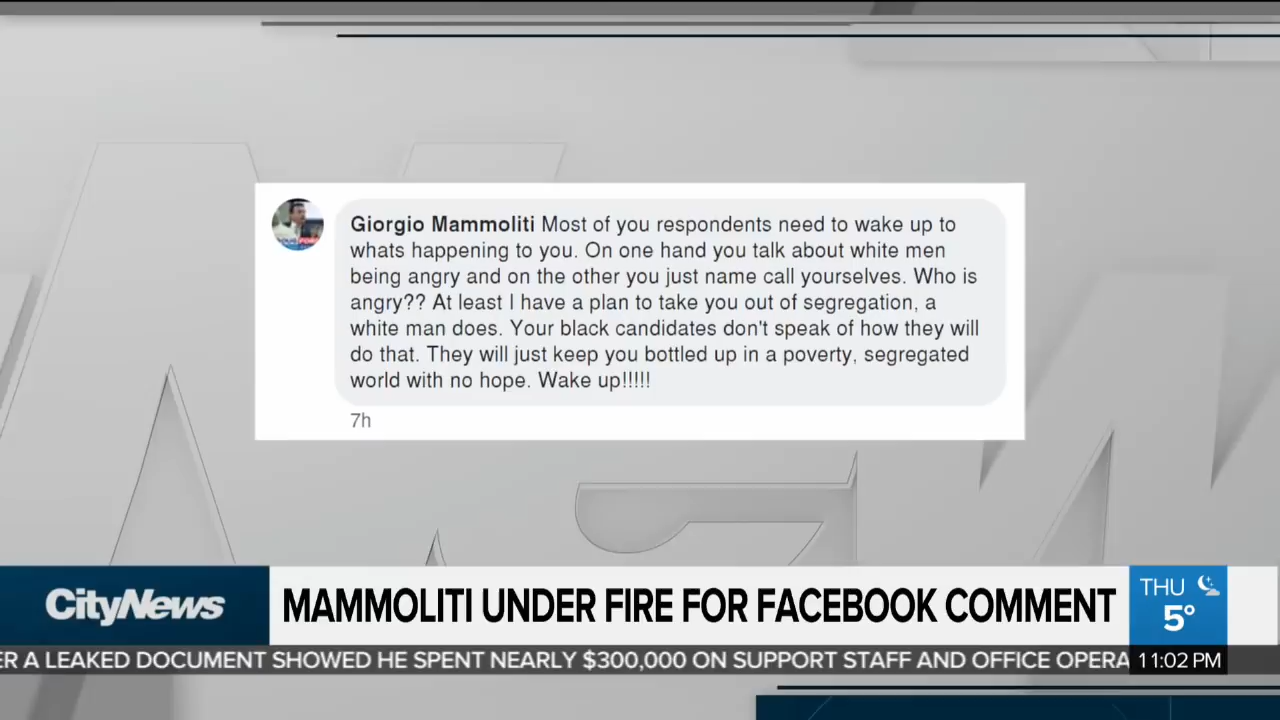 Giorgio Mammoliti Most of you respondents need to wake up to
whats happening to you. On one hand you talk about white men
being angry and on the other you just name call yourselves. Who is
angry?? At least I have a plan to take you out of segregation, a
white man does. Your black candidates don't speak of how they will
do that. They will just keep you bottled up in a poverty, segregated
world with no hope. Wake up!!!!!
7h
CityNews
MAMMOLITI UNDER FIRE FOR FACEBOOK COMMENT
THU
5°
ER A LEAKED DOCUMENT SHOWED HE SPENT NEARLY $300,000 ON SUPPORT STAFF AND OFFICE OPERA
11:02 PM